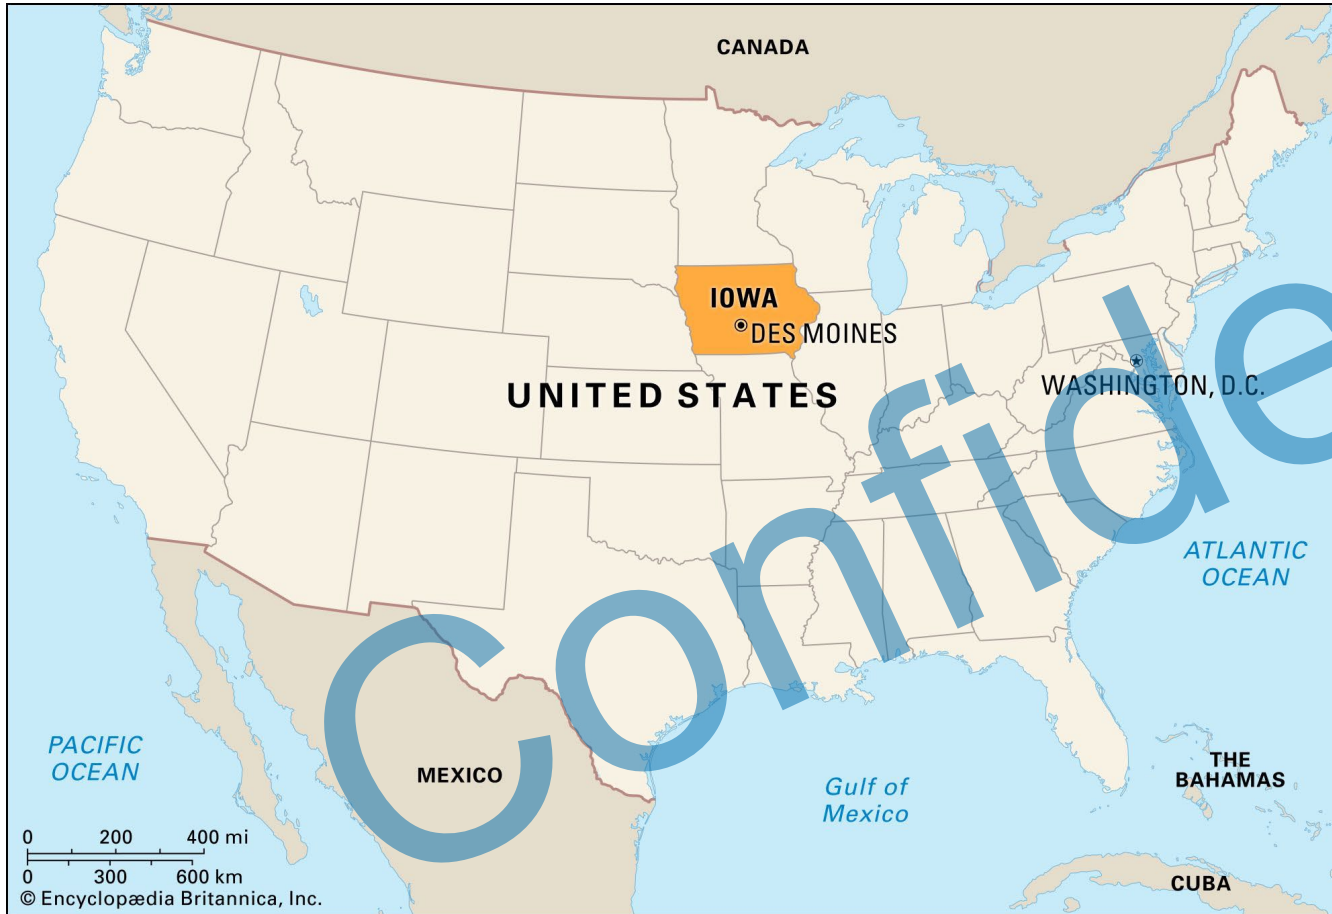 CANADA
IOWA
DES MOINES
UNITED STATES
WASHINGTON, D.C.
Confide
ATLANTIC
OCEAN
PACIFIC
OCEAN
MEXICO
Gulf of
Mexico
THE
BAHAMAS
CUBA
0 200 400 mi
0 300 600 km
© Encyclopædia Britannica, Inc.